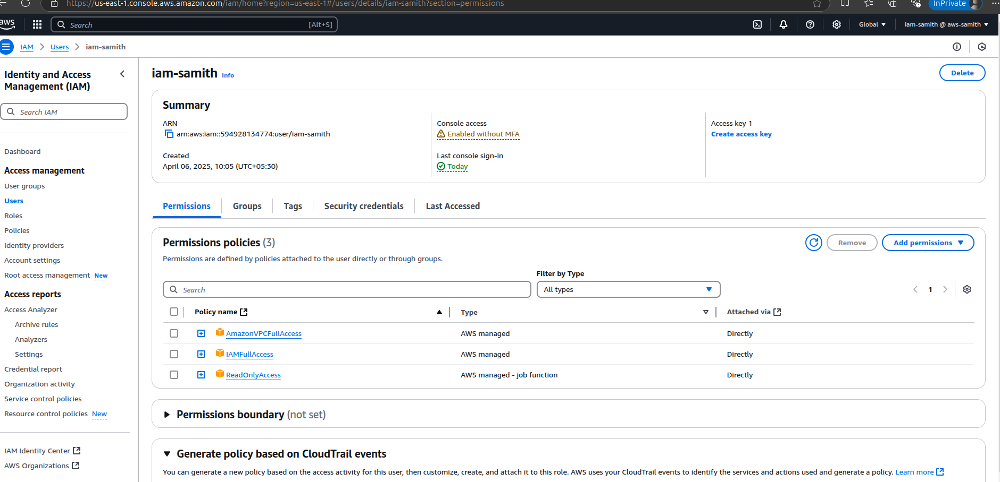 https://us-east-1.console.aws.amazon.com/iam/home?region=us-east-1#/users/details/iam-samith?section=permissions
InPrivate
aws
Search
[Alt+S]
Global
iam-samith @ aws-samith
IAM
Users
iam-samith
Identity and Access
Management (IAM)
Search IAM
Dashboard
Access management
User groups
Users
Roles
Policies
Identity providers
Account settings
Root access management New
Access reports
Access Analyzer
Archive rules
Analyzers
Settings
Credential report
Organization activity
Service control policies
Resource control policies New
IAM Identity Center
AWS Organizations
iam-samith Info
Delete
Summary
ARN
arn:aws:iam::594928134774:user/iam-samith
Created
April 06, 2025, 10:05 (UTC+05:30)
Console access
Enabled without MFA
Last console sign-in
Today
Access key 1
Create access key
Permissions
Groups
Tags
Security credentials
Last Accessed
Permissions policies (3)
Remove
Add permissions
Permissions are defined by policies attached to the user directly or through groups.
Filter by Type
Search
All types
1
Policy name
Type
Attached via
AmazonVPCFullAccess
AWS managed
Directly
IAMFullAccess
AWS managed
Directly
ReadOnlyAccess
AWS managed - job function
Directly
Permissions boundary (not set)
Generate policy based on CloudTrail events
You can generate a new policy based on the access activity for this user, then customize, create, and attach it to this role. AWS uses your CloudTrail events to identify the services and actions used and generate a policy. Learn more